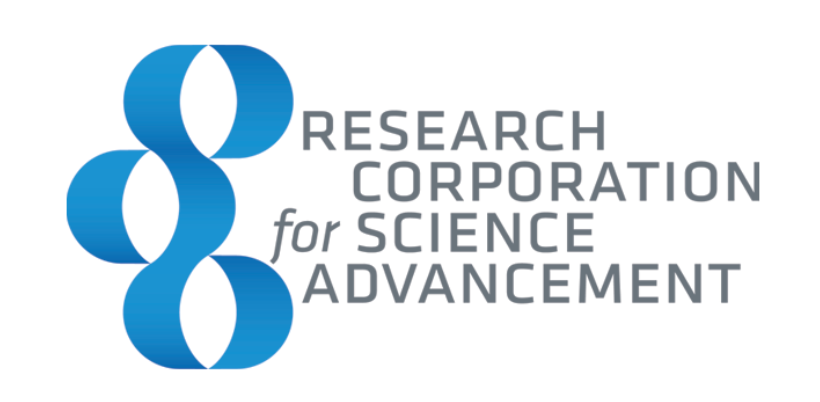 RESEARCH
CORPORATION
for SCIENCE
ADVANCEMENT